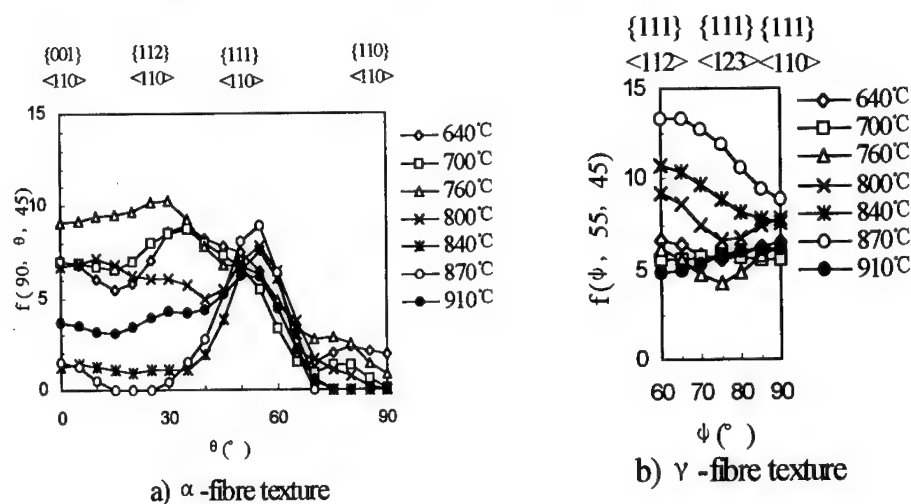 {001} {112} {111} {110}
<110> <110> <110> <110>
15
10
5
0
0 30 60 90
f(90, θ, 45)
θ(°)
640℃
700℃
760℃
800℃
840℃
870℃
910℃
a) α-fibre texture
{111} {111} {111}
<112> <123> <110>
15
10
5
0
60 70 80 90
f(ψ, 55, 45)
ψ(°)
640℃
700℃
760℃
800℃
840℃
870℃
910℃
b) γ-fibre texture